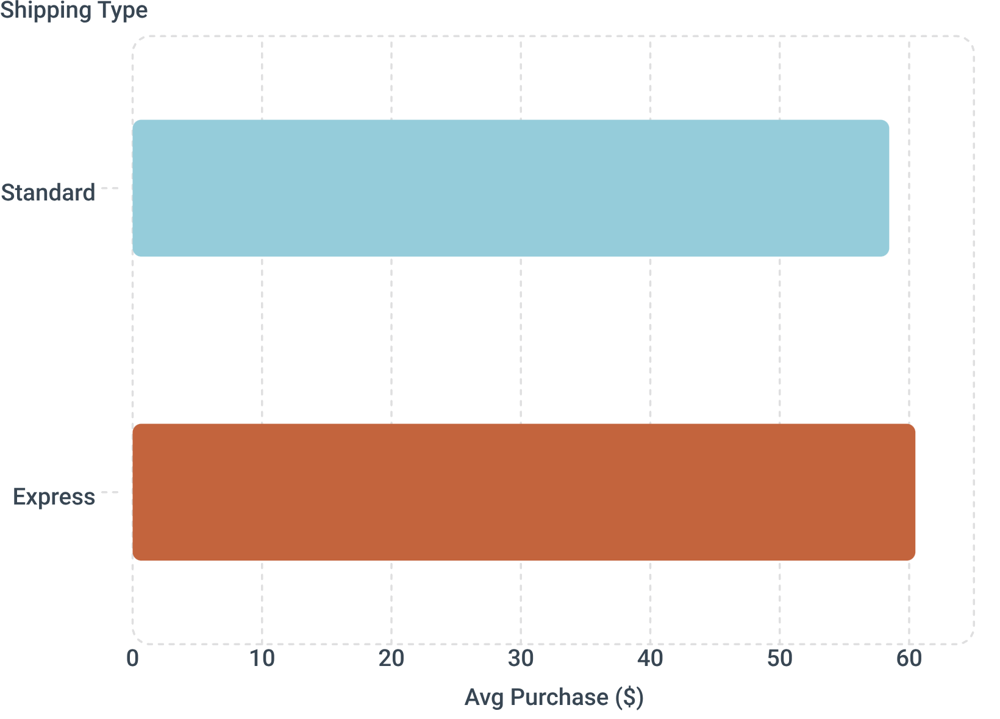 Shipping Type
Standard
Express
0 10 20 30 40 50 60
Avg Purchase ($)